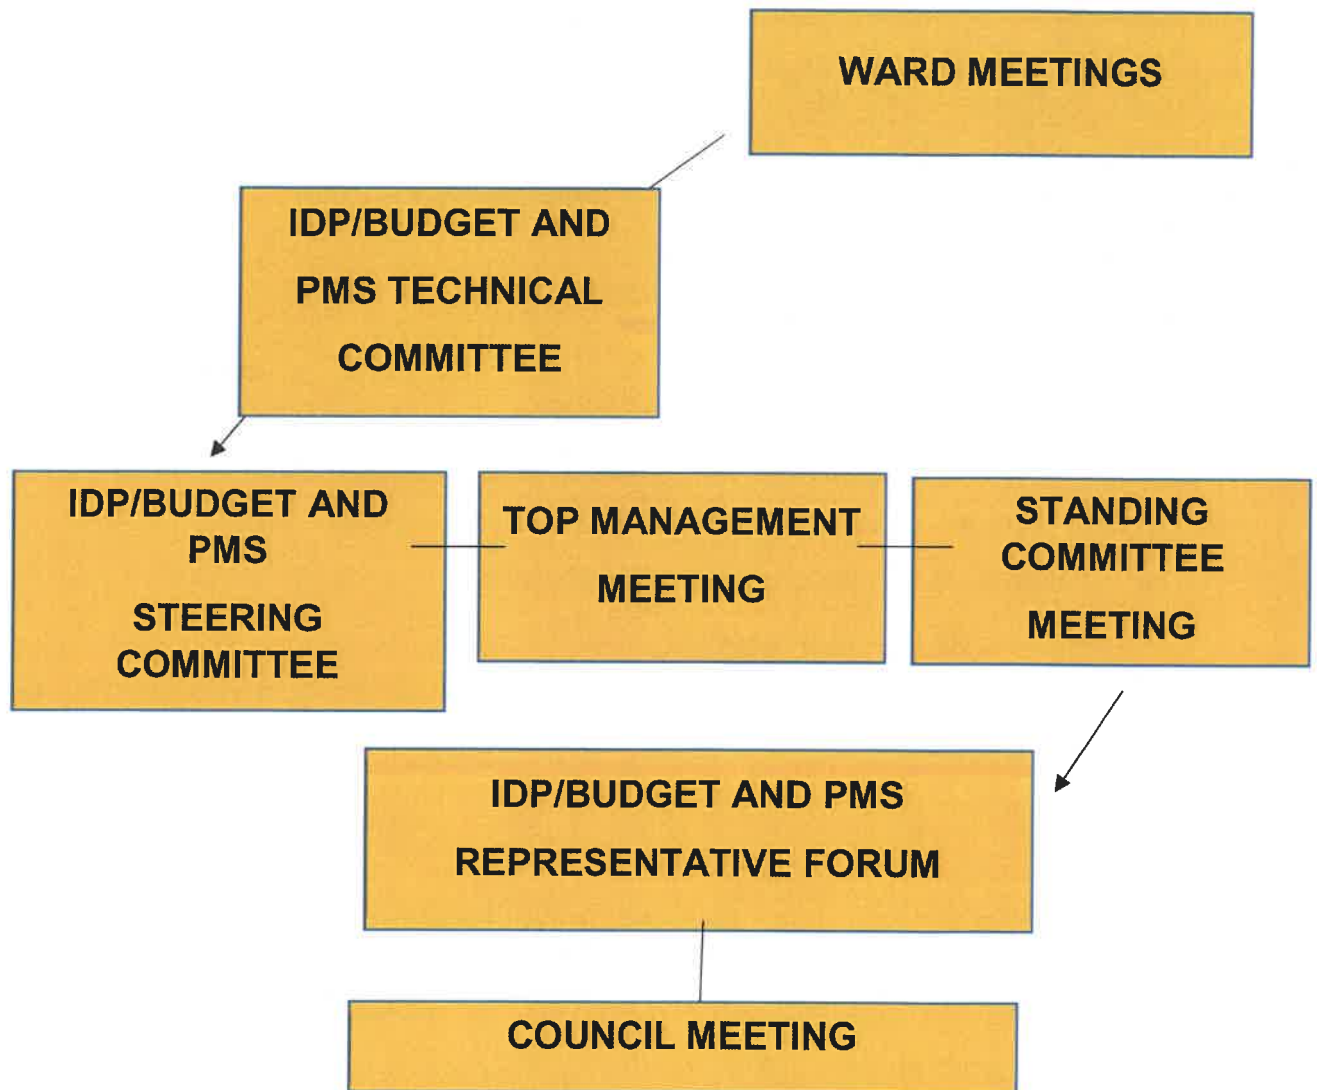 WARD MEETINGS
IDP/BUDGET AND
PMS TECHNICAL
COMMITTEE
IDP/BUDGET AND
PMS
STEERING
COMMITTEE
TOP MANAGEMENT
MEETING
STANDING
COMMITTEE
MEETING
IDP/BUDGET AND PMS
REPRESENTATIVE FORUM
COUNCIL MEETING